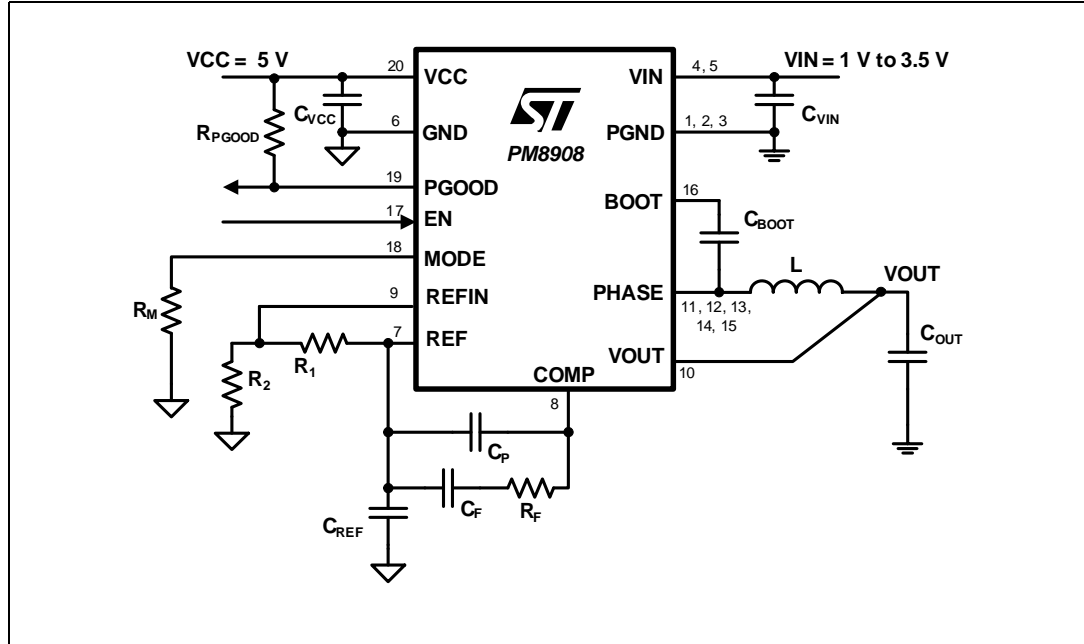 VCC = 5 V
VIN = 1 V to 3.5 V
20
VCC
VIN
4, 5
CVCC
CVIN
ST
6
GND
PGND
1, 2, 3
RPGOOD
PM8908
19
PGOOD
16
BOOT
17
EN
CBOOT
18
MODE
L
VOUT
9
REFIN
PHASE
11, 12, 13,
14, 15
RM
7
REF
R1
VOUT
10
COUT
R2
COMP
8
CP
CF
RF
CREF